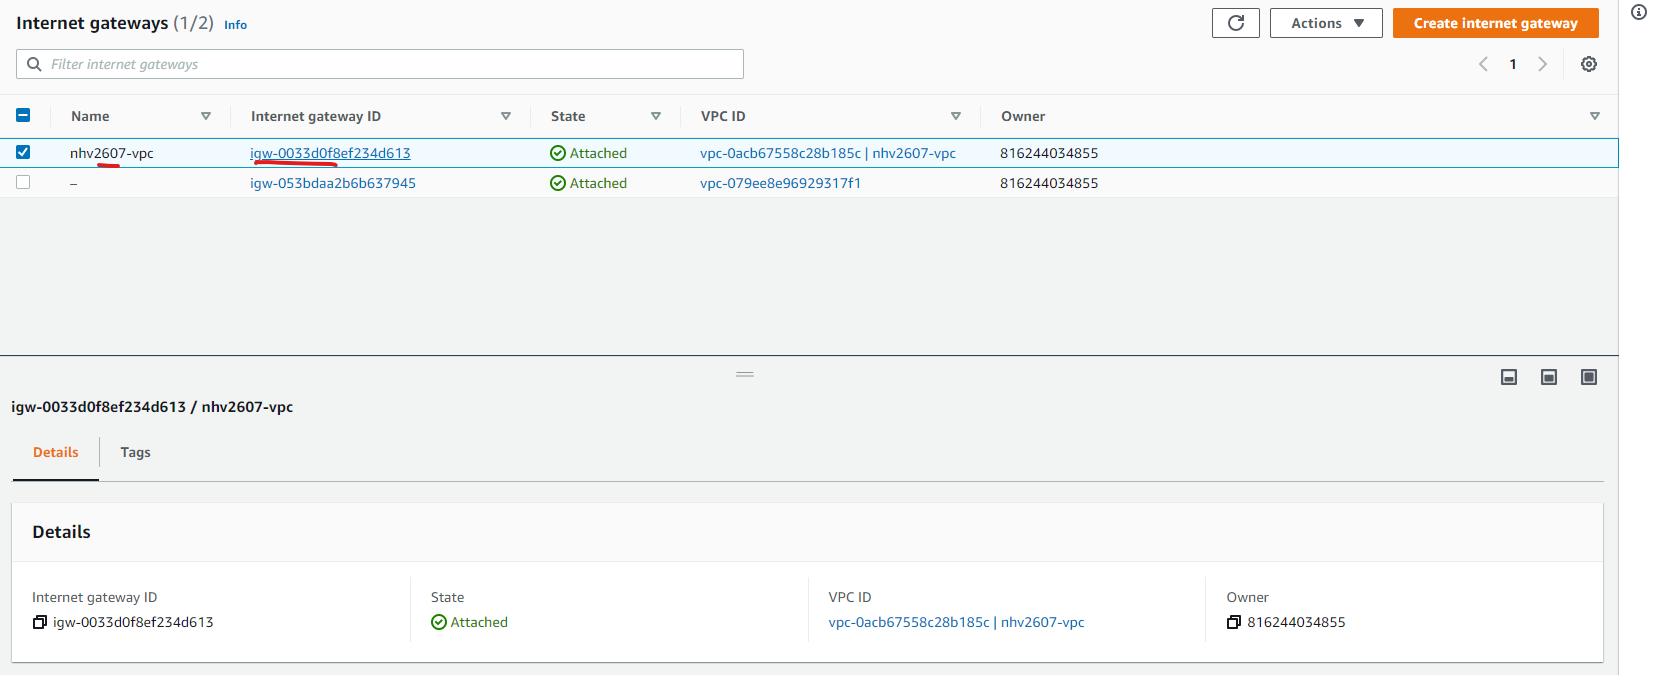 Internet gateways (1/2) Info
Actions
Create internet gateway
Filter internet gateways
1
Name Internet gateway ID State VPC ID Owner
nhv2607-vpc igw-0033d0f8ef234d613 Attached vpc-0acb67558c28b185c | nhv2607-vpc 816244034855
– igw-053bdaa2b6b637945 Attached vpc-079ee8e96929317f1 816244034855
igw-0033d0f8ef234d613 / nhv2607-vpc
Details Tags
Details
Internet gateway ID State VPC ID Owner
igw-0033d0f8ef234d613 Attached vpc-0acb67558c28b185c | nhv2607-vpc 816244034855